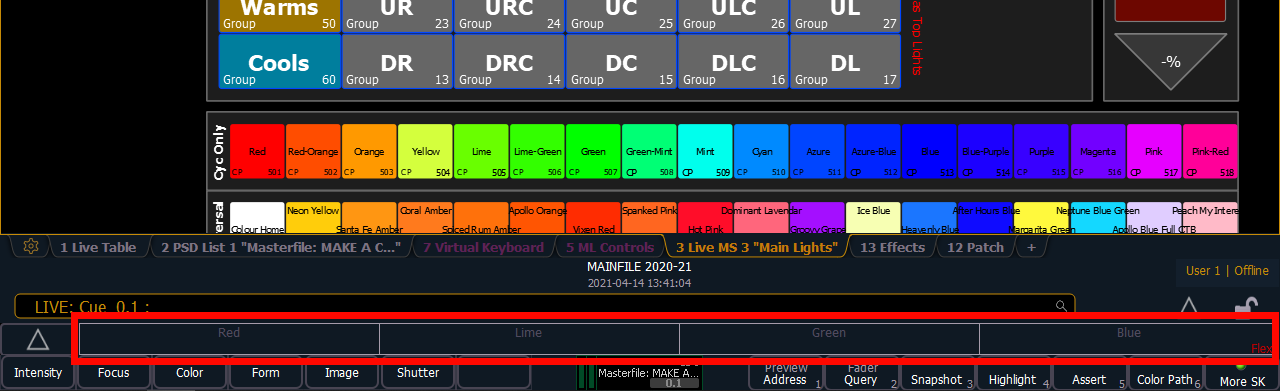 Warms
Group 50
UR
Group 23
URC
Group 24
UC
Group 25
ULC
Group 26
UL
Group 27
Cools
Group 60
DR
Group 13
DRC
Group 14
DC
Group 15
DLC
Group 16
DL
Group 17
as Top Lights
-%
Cyc Only
Red
CP 501
Red-Orange
CP 502
Orange
CP 503
Yellow
CP 504
Lime
CP 505
Lime-Green
CP 506
Green
CP 507
Green-Mint
CP 508
Mint
CP 509
Cyan
CP 510
Azure
CP 511
Azure-Blue
CP 512
Blue
CP 513
Blue-Purple
CP 514
Purple
CP 515
Magenta
CP 516
Pink
CP 517
Pink-Red
CP 518
ersal
Colour Home
Neon Yellow
Santa Fe Amber
Coral Amber
Spiced Rum Amber
Apollo Orange
Vixen Red
Spanked Pink
Hot Pink
Dominant Lavendar
Groovy Grape
Ice Blue
Heavenly Blue
After Hours Blue
Margarita Green
Neptune Blue Green
Apollo Blue Full CTB
Peach My Intere
1 Live Table
2 PSD List 1 "Masterfile: MAKE A C..."
7 Virtual Keyboard
5 ML Controls
3 Live MS 3 "Main Lights"
13 Effects
12 Patch
+
MAINFILE 2020-21
2021-04-14 13:41:04
User 1 | Offline
LIVE: Cue 0.1 :
Red Lime Green Blue
Flex
Intensity
Focus
Color
Form
Image
Shutter
Masterfile: MAKE A...
0.1
Preview
Address 1
Fader
Query 2
Snapshot 3
Highlight 4
Assert 5
Color Path 6
More SK